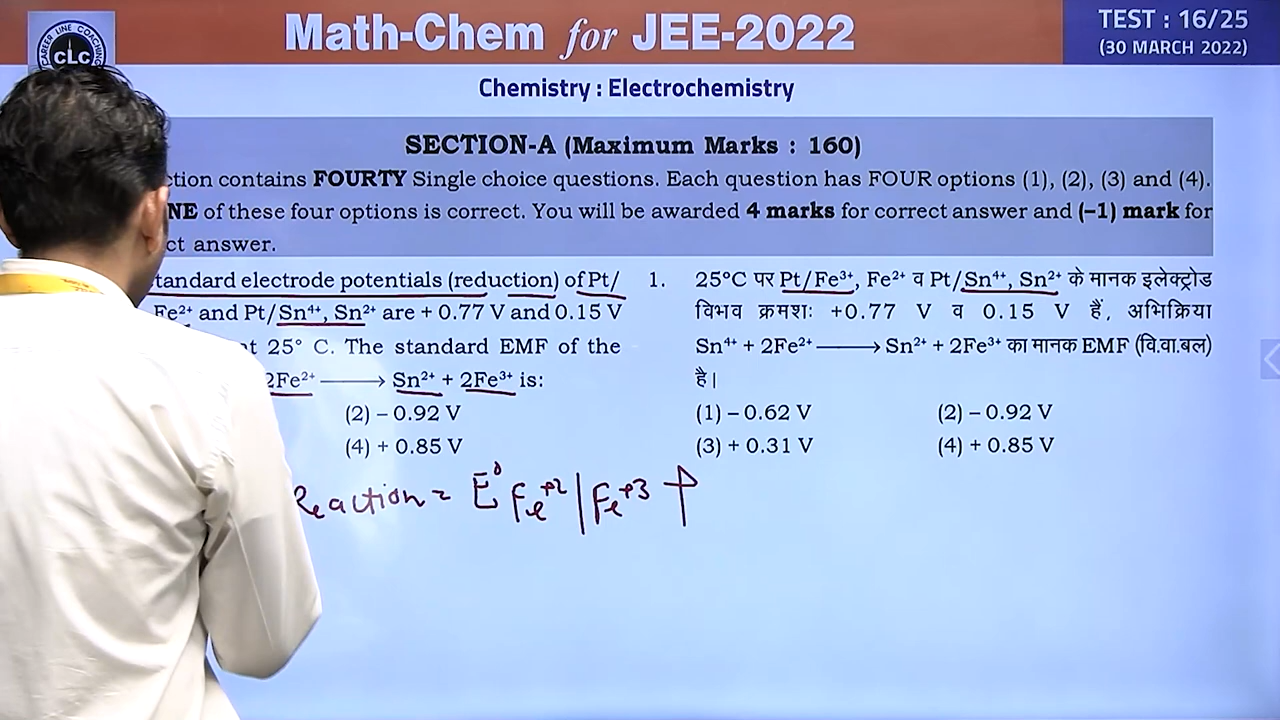 Math-Chem for JEE-2022
TEST : 16/25
(30 MARCH 2022)
CAREER LINE COACHING
CLC
Chemistry : Electrochemistry
SECTION-A (Maximum Marks : 160)
contains FOURTY Single choice questions. Each question has FOUR options (1), (2), (3) and (4).
of these four options is correct. You will be awarded 4 marks for correct answer and (–1) mark for
answer.
electrode potentials (reduction) of Pt/
Fe²⁺ and Pt/Sn⁴⁺, Sn²⁺ are + 0.77 V and 0.15 V
at 25° C. The standard EMF of the
2Fe²⁺ ⟶ Sn²⁺ + 2Fe³⁺ is:
(2) – 0.92 V
(4) + 0.85 V
1. 25°C पर Pt/Fe³⁺, Fe²⁺ व Pt/Sn⁴⁺, Sn²⁺ के मानक इलेक्ट्रोड
विभव क्रमशः +0.77 V व 0.15 V हैं, अभिक्रिया
Sn⁴⁺ + 2Fe²⁺ ⟶ Sn²⁺ + 2Fe³⁺ का मानक EMF (वि.वा.बल)
है।
(1) – 0.62 V (2) – 0.92 V
(3) + 0.31 V (4) + 0.85 V
Reaction = E⁰ Fe⁺² | Fe⁺³ +